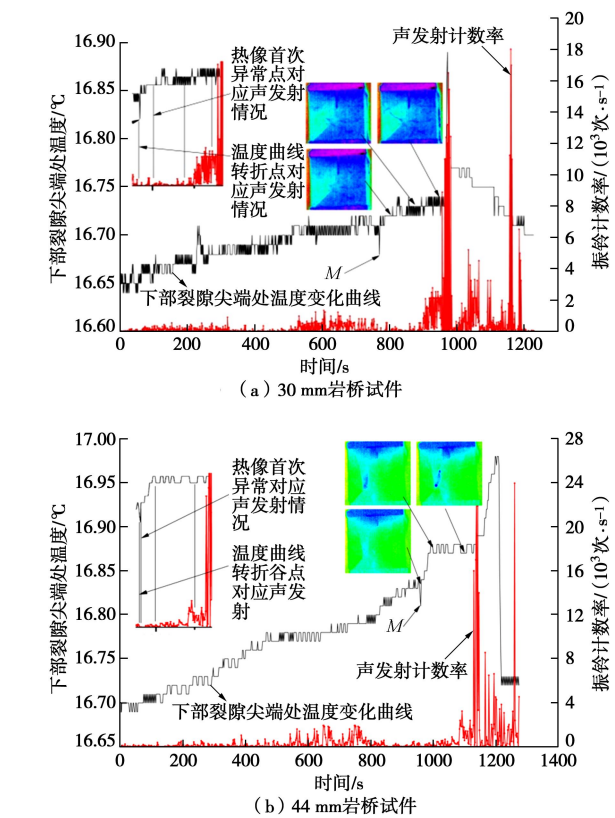 16.90
16.85
16.80
16.75
16.70
16.65
16.60
下部裂隙尖端处温度/℃
热像首次
异常点对
应声发射
情况
温度曲线
转折点对
应声发射
情况
声发射计数率
M
下部裂隙尖端处温度变化曲线
20
18
16
14
12
10
8
6
4
2
0
振铃计数率/(10³次·s⁻¹)
0 200 400 600 800 1000 1200
时间/s
(a) 30 mm岩桥试件
17.00
16.95
16.90
16.85
16.80
16.75
16.70
16.65
下部裂隙尖端处温度/℃
热像首次
异常对应
声发射情
况
温度曲线
转折谷点
对应声发
射
M
声发射计数率
下部裂隙尖端处温度变化曲线
28
24
20
16
12
8
4
0
振铃计数率/(10³次·s⁻¹)
0 200 400 600 800 1000 1200 1400
时间/s
(b) 44 mm岩桥试件